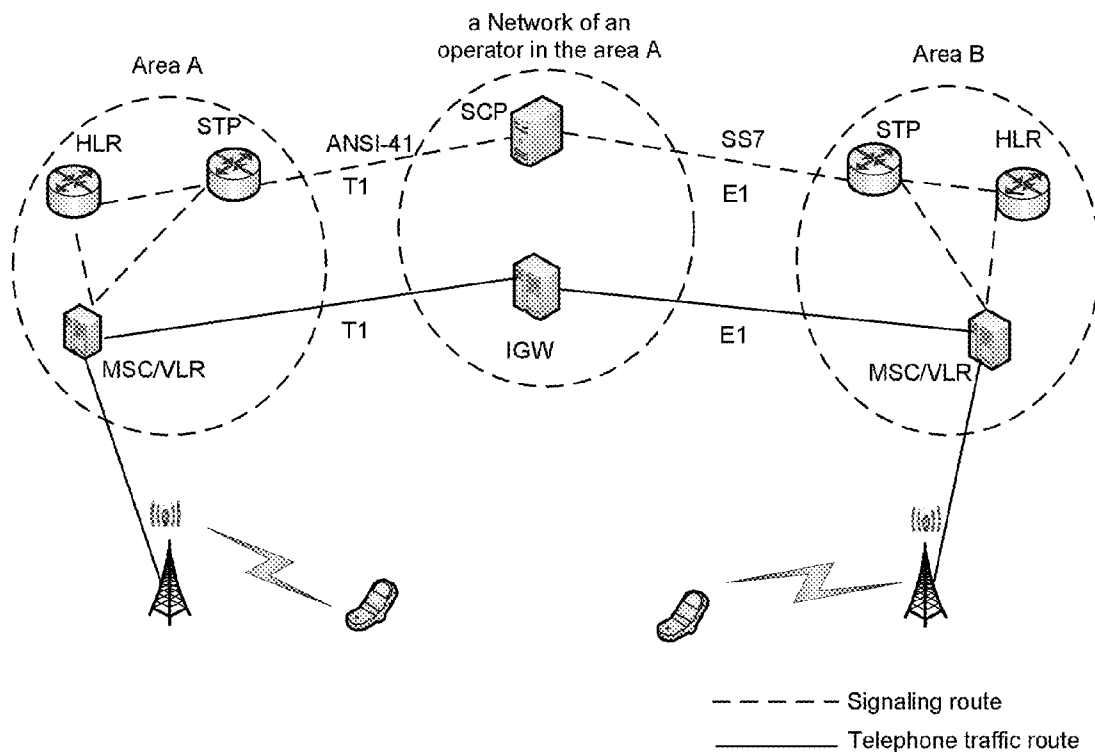 a Network of an
operator in the area A
Area A
Area B
SCP
STP
HLR
ANSI-41
T1
SS7
E1
STP
HLR
T1
IGW
E1
MSC/VLR
MSC/VLR
Signaling route
Telephone traffic route